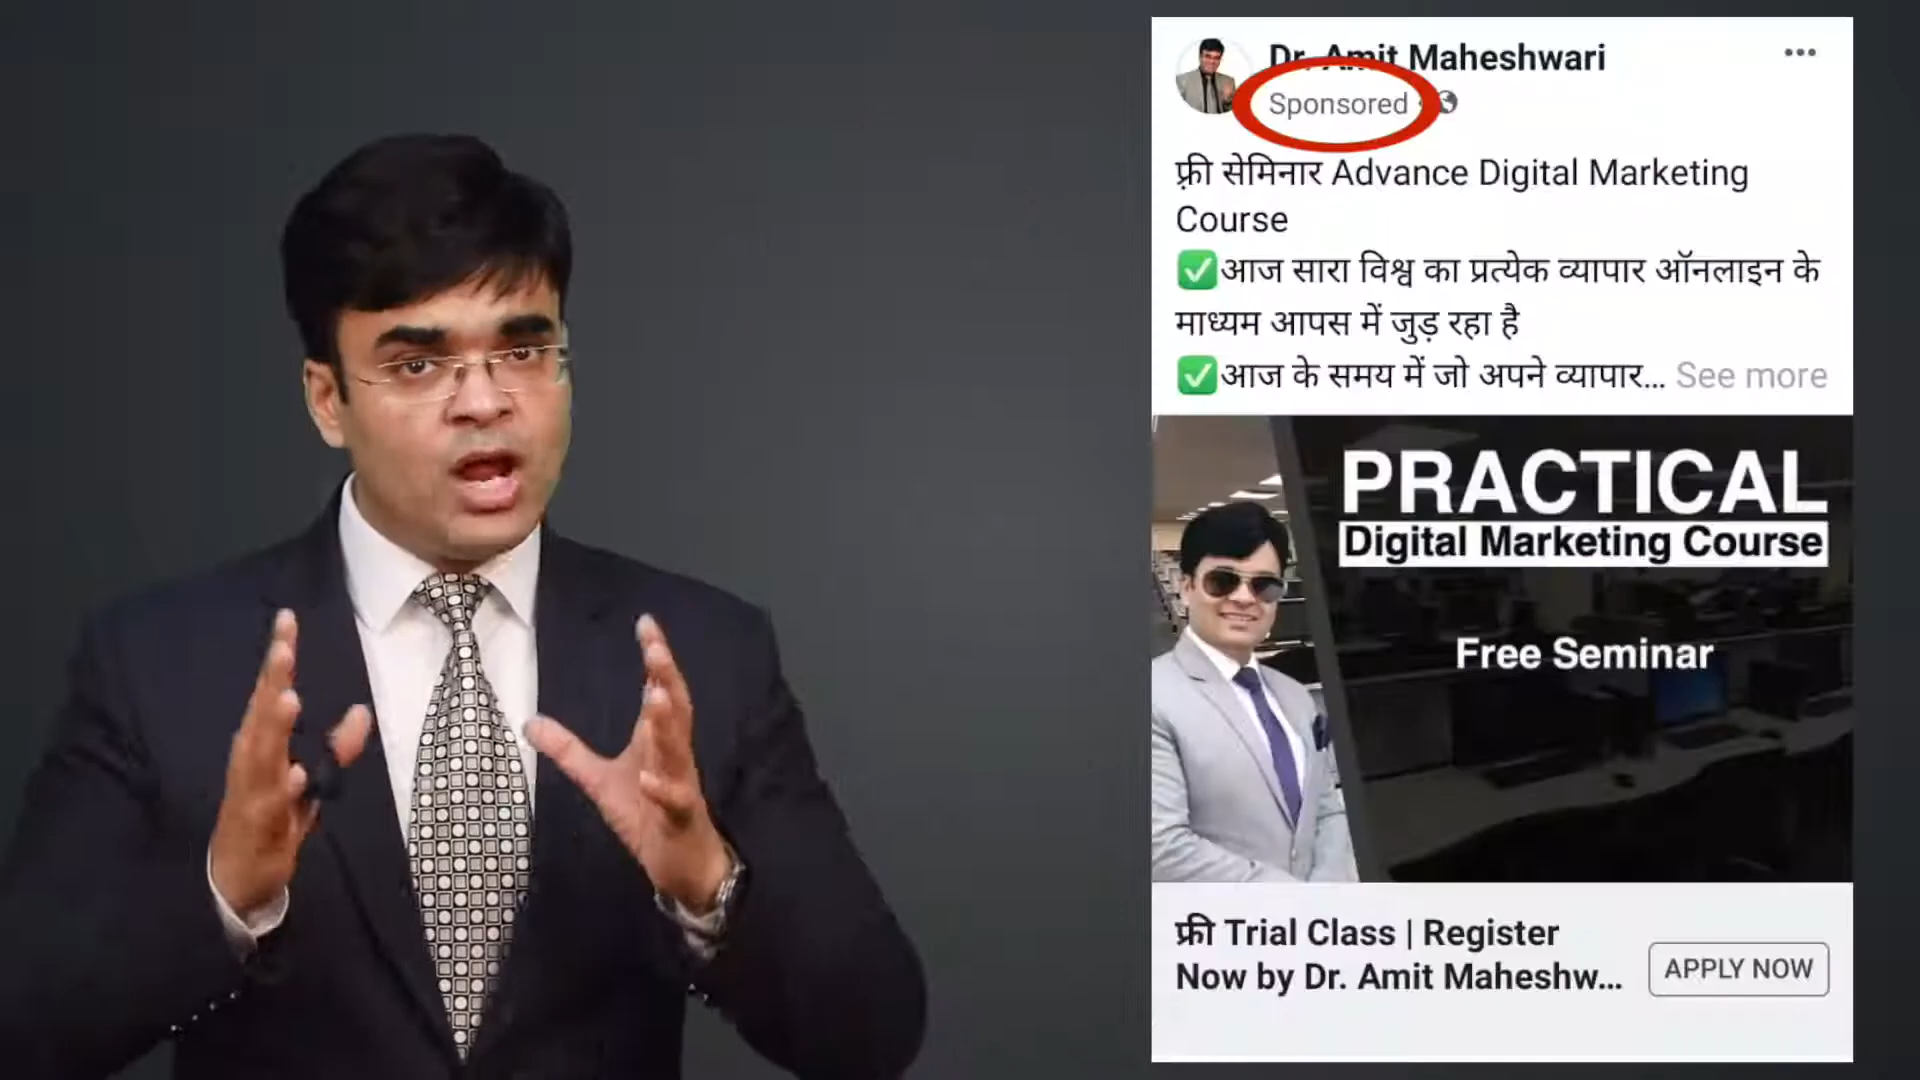 Dr. Amit Maheshwari
Sponsored
फ़्री सेमिनार Advance Digital Marketing
Course
✅आज सारा विश्व का प्रत्येक व्यापार ऑनलाइन के
माध्यम आपस में जुड़ रहा है
✅आज के समय में जो अपने व्यापार... See more
PRACTICAL
Digital Marketing Course
Free Seminar
फ्री Trial Class | Register
Now by Dr. Amit Maheshw...
APPLY NOW